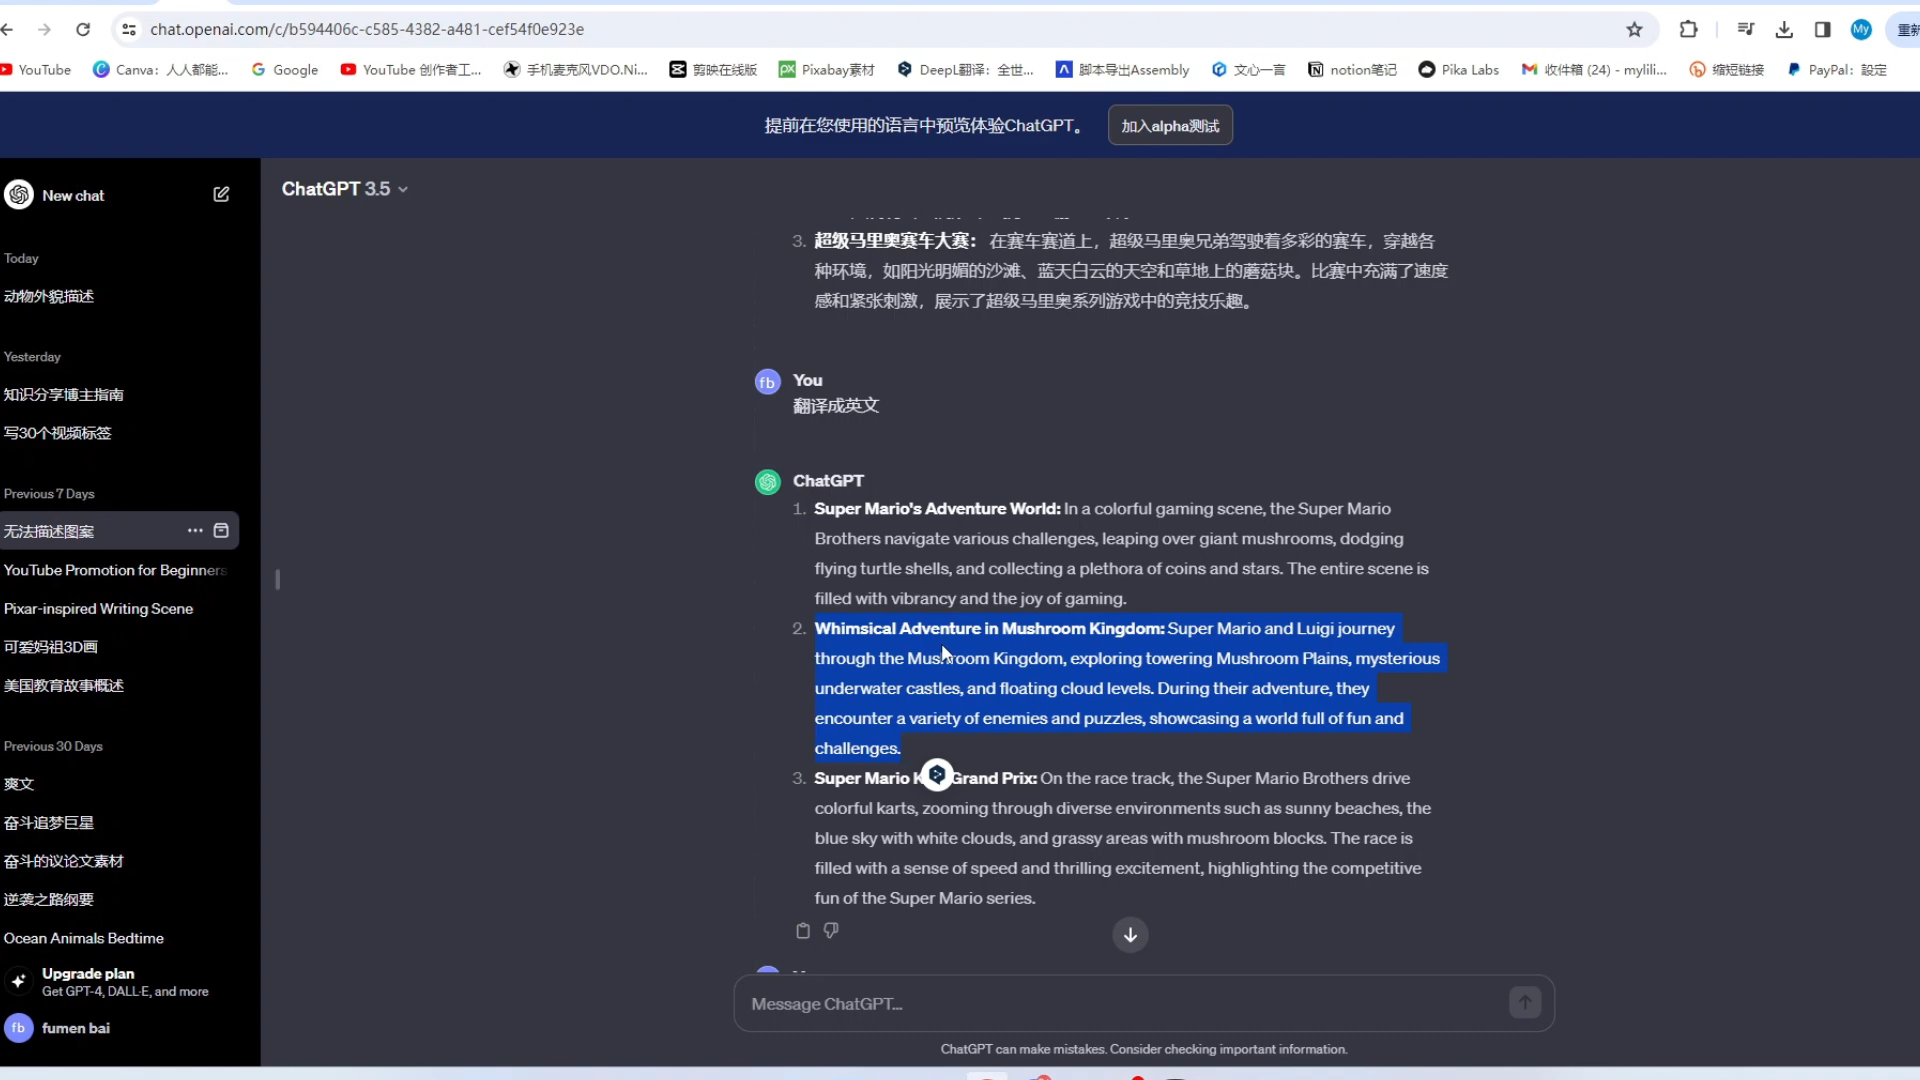 chat.openai.com/c/b594406c-c585-4382-a481-cef54f0e923e
My
重新
YouTube
Canva：人人都能...
Google
YouTube 创作者工...
手机麦克风VDO.Ni...
剪映在线版
Pixabay素材
DeepL翻译：全世...
脚本导出Assembly
文心一言
notion笔记
Pika Labs
收件箱 (24) - mylili...
缩短链接
PayPal：設定
提前在您使用的语言中预览体验ChatGPT。
加入alpha测试
New chat
ChatGPT 3.5
Today
动物外貌描述
Yesterday
知识分享博主指南
写30个视频标签
Previous 7 Days
无法描述图案
YouTube Promotion for Beginners
Pixar-inspired Writing Scene
可爱妈祖3D画
美国教育故事概述
Previous 30 Days
爽文
奋斗追梦巨星
奋斗的议论文素材
逆袭之路纲要
Ocean Animals Bedtime
Upgrade plan
Get GPT-4, DALL·E, and more
fb
fumen bai
3. 超级马里奥赛车大赛： 在赛车赛道上，超级马里奥兄弟驾驶着多彩的赛车，穿越各
种环境，如阳光明媚的沙滩、蓝天白云的天空和草地上的蘑菇块。比赛中充满了速度
感和紧张刺激，展示了超级马里奥系列游戏中的竞技乐趣。
fb
You
翻译成英文
ChatGPT
1. Super Mario's Adventure World: In a colorful gaming scene, the Super Mario
Brothers navigate various challenges, leaping over giant mushrooms, dodging
flying turtle shells, and collecting a plethora of coins and stars. The entire scene is
filled with vibrancy and the joy of gaming.
2. Whimsical Adventure in Mushroom Kingdom: Super Mario and Luigi journey
through the Mushroom Kingdom, exploring towering Mushroom Plains, mysterious
underwater castles, and floating cloud levels. During their adventure, they
encounter a variety of enemies and puzzles, showcasing a world full of fun and
challenges.
3. Super Mario Grand Prix: On the race track, the Super Mario Brothers drive
colorful karts, zooming through diverse environments such as sunny beaches, the
blue sky with white clouds, and grassy areas with mushroom blocks. The race is
filled with a sense of speed and thrilling excitement, highlighting the competitive
fun of the Super Mario series.
Message ChatGPT...
ChatGPT can make mistakes. Consider checking important information.